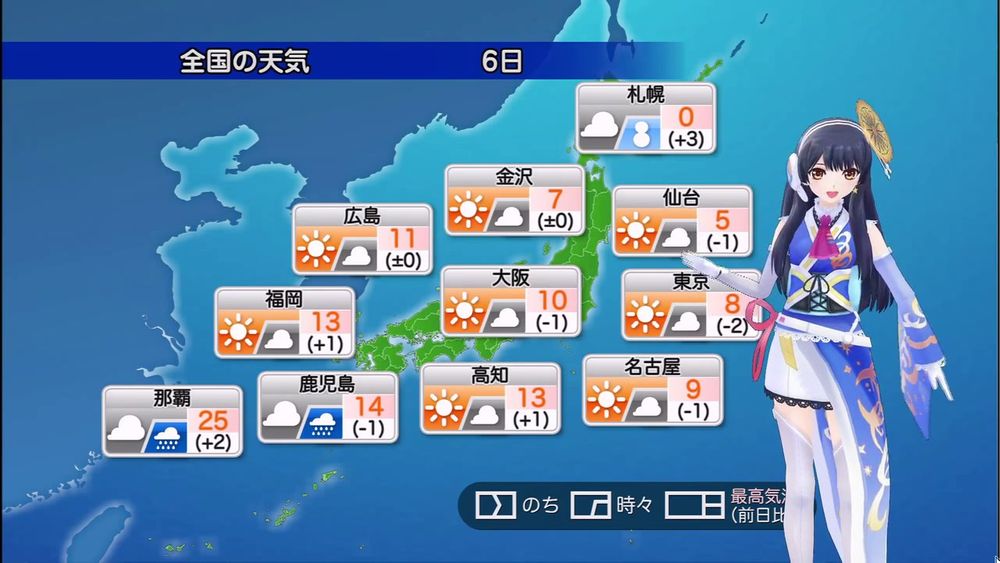 全国の天気 6日
札幌
0
(+3)
金沢
7
(±0)
仙台
5
(-1)
広島
11
(±0)
大阪
10
(-1)
東京
8
(-2)
福岡
13
(+1)
名古屋
9
(-1)
高知
13
(+1)
鹿児島
14
(-1)
那覇
25
(+2)
のち 時々 最高気
(前日比